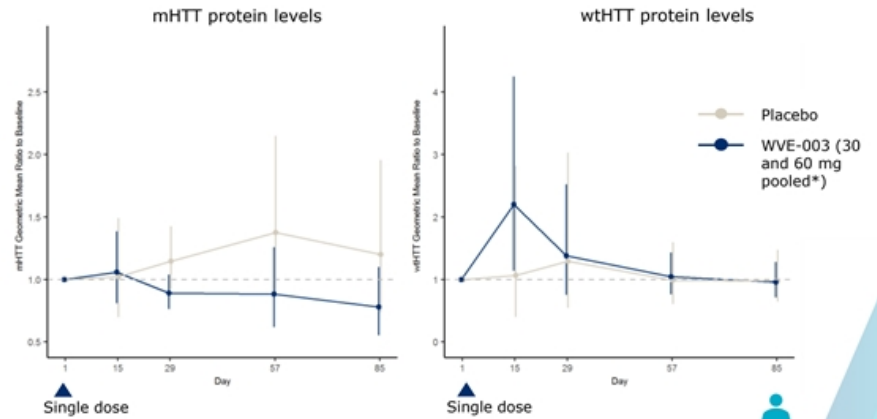 mHTT protein levels
mHTT Geometric Mean Ratio to Baseline
2.5
2.0
1.5
1.0
0.5
1
15
29
57
85
Day
Single dose
wtHTT protein levels
wtHTT Geometric Mean Ratio to Baseline
4
3
2
1
0
1
15
29
57
85
Day
Single dose
Placebo
WVE-003 (30
and 60 mg
pooled*)